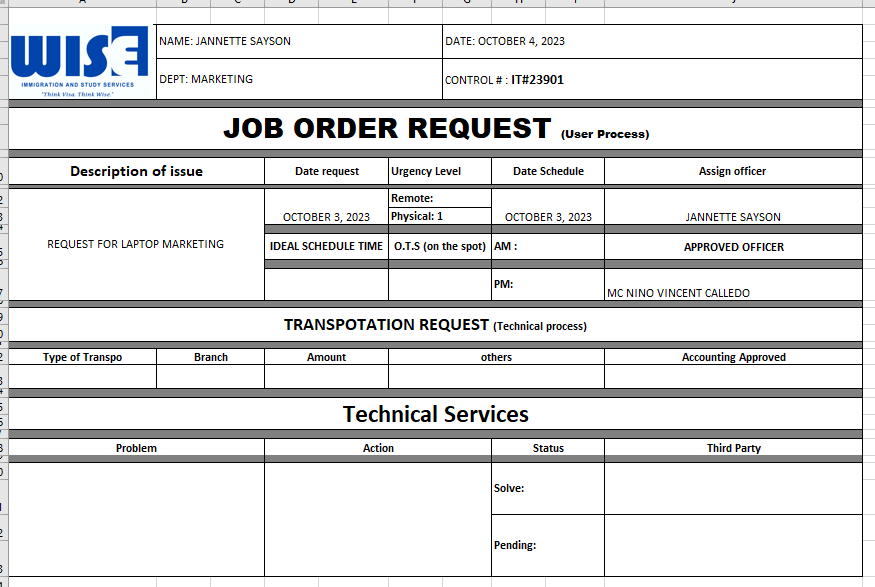 WISE
IMMIGRATION AND STUDY SERVICES
"Think Visa. Think Wise."
NAME: JANNETTE SAYSON
DATE: OCTOBER 4, 2023
DEPT: MARKETING
CONTROL # : IT#23901
JOB ORDER REQUEST (User Process)
Description of issue
Date request
Urgency Level
Date Schedule
Assign officer
REQUEST FOR LAPTOP MARKETING
OCTOBER 3, 2023
Remote:
Physical: 1
OCTOBER 3, 2023
JANNETTE SAYSON
IDEAL SCHEDULE TIME
O.T.S (on the spot)
AM :
APPROVED OFFICER
PM:
MC NINO VINCENT CALLEDO
TRANSPOTATION REQUEST (Technical process)
Type of Transpo
Branch
Amount
others
Accounting Approved
Technical Services
Problem
Action
Status
Third Party
Solve:
Pending: